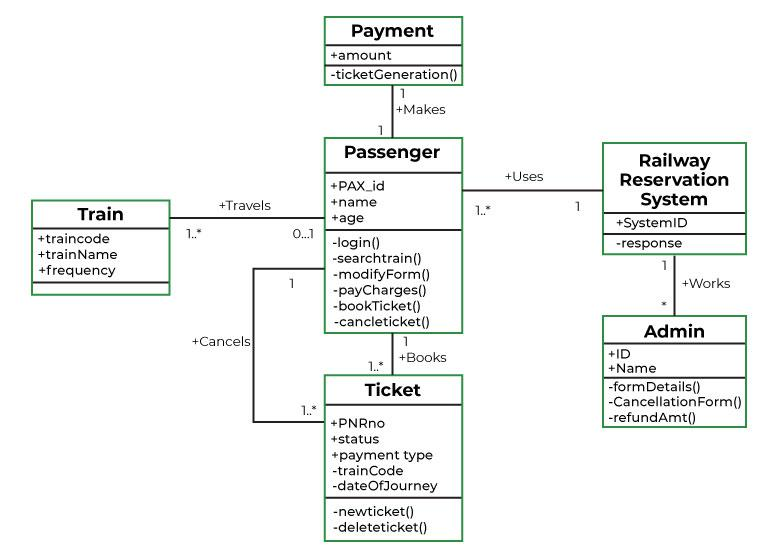 Payment
+amount
-ticketGeneration()
1
+Makes
1
Passenger
+PAX_id
+name
+age
-login()
-searchtrain()
-modifyForm()
-payCharges()
-bookTicket()
-cancleticket()
+Uses
1..*
1
Railway
Reservation
System
+SystemID
-response
Train
+traincode
+trainName
+frequency
+Travels
1..*
0...1
1
+Works
*
Admin
+ID
+Name
-formDetails()
-CancellationForm()
-refundAmt()
1
+Cancels
1..*
1
+Books
1..*
Ticket
+PNRno
+status
+payment type
-trainCode
-dateOfJourney
-newticket()
-deleteticket()